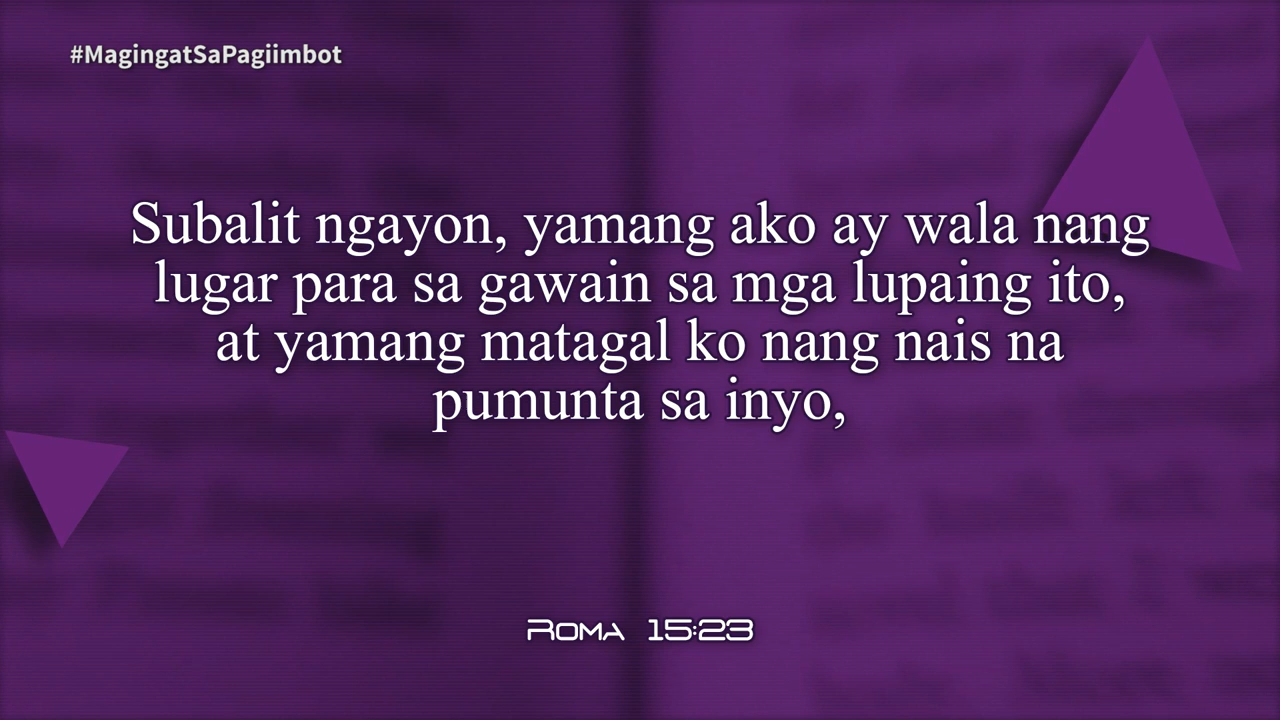 #MagingatSaPagiimbot
Subalit ngayon, yamang ako ay wala nang
lugar para sa gawain sa mga lupaing ito,
at yamang matagal ko nang nais na
pumunta sa inyo,
Roma 15:23